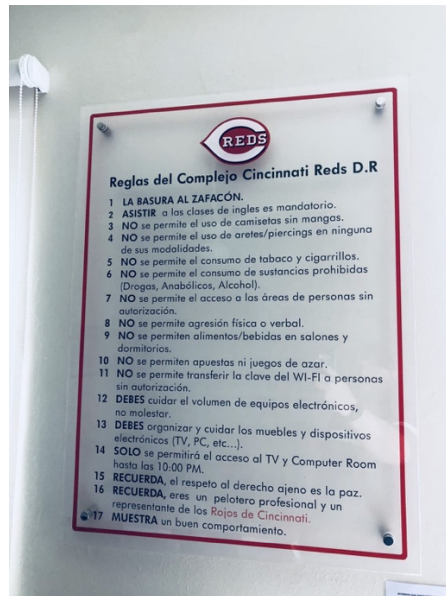 REDS
Reglas del Complejo Cincinnati Reds D.R
1 LA BASURA AL ZAFACÓN.
2 ASISTIR a las clases de ingles es mandatorio.
3 NO se permite el uso de camisetas sin mangas.
4 NO se permite el uso de aretes/piercings en ninguna
de sus modalidades.
5 NO se permite el consumo de tabaco y cigarrillos.
6 NO se permite el consumo de sustancias prohibidas
(Drogas, Anabólicos, Alcohol).
7 NO se permite el acceso a las áreas de personas sin
autorización.
8 NO se permite agresión física o verbal.
9 NO se permiten alimentos/bebidas en salones y
dormitorios.
10 NO se permiten apuestas ni juegos de azar.
11 NO se permite transferir la clave del WI-FI a personas
sin autorización.
12 DEBES cuidar el volumen de equipos electrónicos,
no molestar.
13 DEBES organizar y cuidar los muebles y dispositivos
electrónicos (TV, PC, etc...).
14 SOLO se permitirá el acceso al TV y Computer Room
hasta las 10:00 PM.
15 RECUERDA, el respeto al derecho ajeno es la paz.
16 RECUERDA, eres un pelotero profesional y un
representante de los Rojos de Cincinnati.
17 MUESTRA un buen comportamiento.